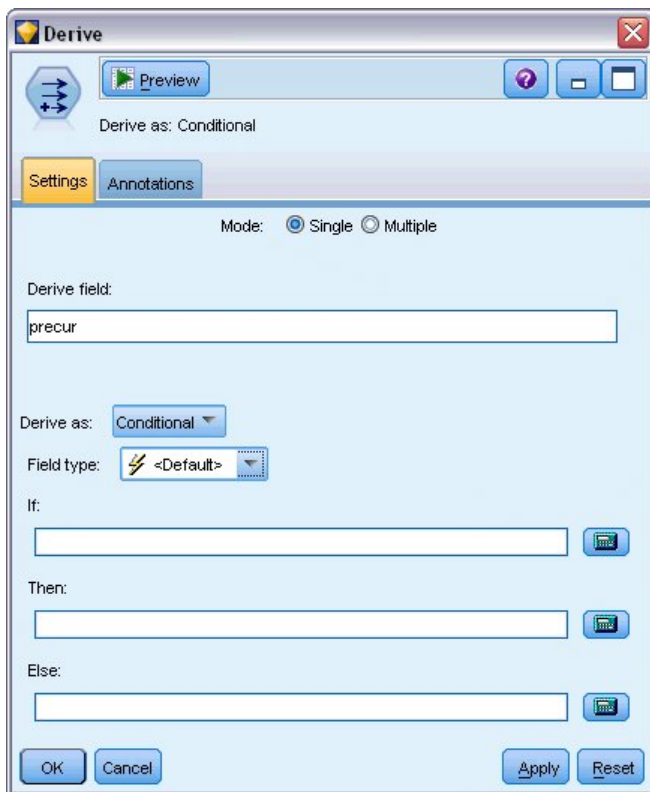 Derive
Preview
Derive as: Conditional
Settings Annotations
Mode: Single Multiple
Derive field:
precur
Derive as: Conditional
Field type: <Default>
If:
Then:
Else:
OK Cancel Apply Reset